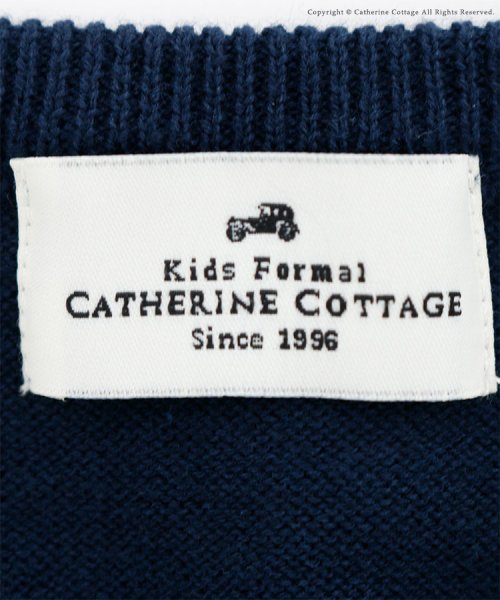 Copyright © Catherine Cottage All Rights Reserved.
Kids Formal
CATHERINE COTTAGE
Since 1996